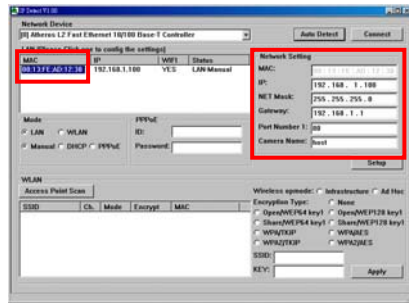 IP Detect V1.00
Network Device
[0] Atheros L2 Fast Ethernet 10/100 Base-T Controller
Auto Detect
Connect
LAN (Please Click one to config the settings)
MAC IP WIFI Status
00:13:FE:AD:12:30 192.168.1.100 YES LAN-Manual
Network Setting
MAC:
IP: 192 .168 . 1 .100
NET Mask: 255 .255 .255 .0
Gateway: 192 .168 . 1 .1
Port Number 1: 80
Camera Name: host
Mode
LAN WLAN
Manual DHCP PPPoE
PPPoE
ID:
Password:
Setup
WLAN
Access Point Scan
SSID Ch. Mode Encrypt MAC
Wireless opmode: Infrastructure Ad Hoc
Encryption Type: None
Open/WEP64 key1 Open/WEP128 key1
Share/WEP64 key1 Share/WEP128 key1
WPA/TKIP WPA/AES
WPA2/TKIP WPA2/AES
SSID:
KEY:
Apply